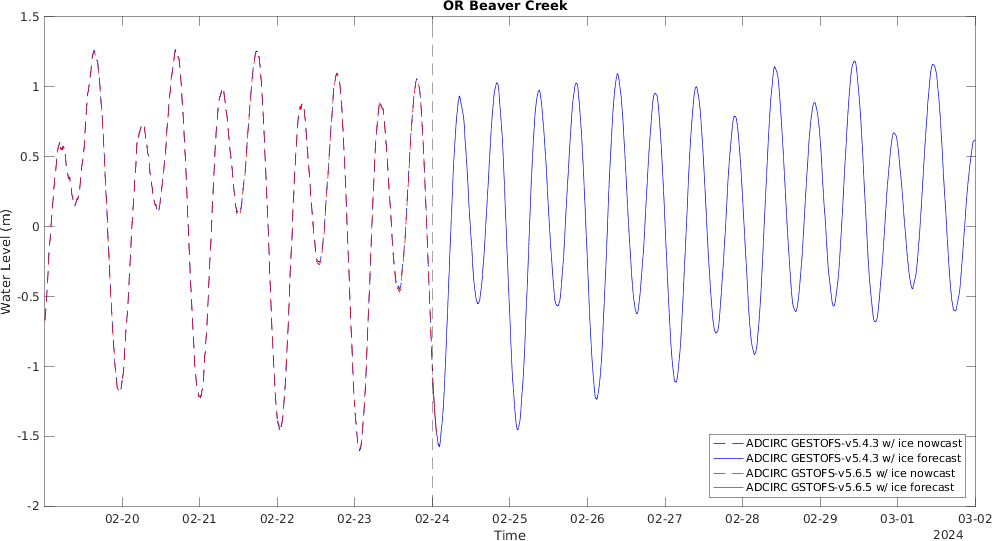 OR Beaver Creek
1.5
1
0.5
0
-0.5
-1
-1.5
-2
Water Level (m)
02-20 02-21 02-22 02-23 02-24 02-25 02-26 02-27 02-28 02-29 03-01 03-02
Time
2024
ADCIRC GESTOFS-v5.4.3 w/ ice nowcast
ADCIRC GESTOFS-v5.4.3 w/ ice forecast
ADCIRC GSTOFS-v5.6.5 w/ ice nowcast
ADCIRC GSTOFS-v5.6.5 w/ ice forecast